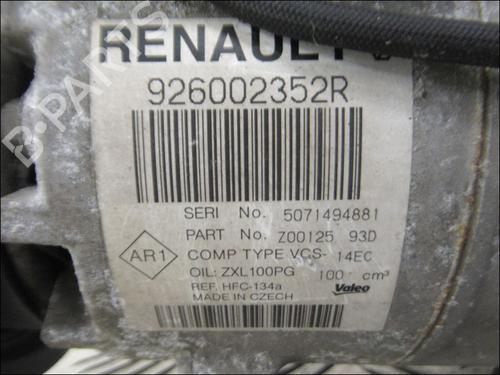 RENAULT
926002352R
SERI No. 5071494881
PART No. Z00125 93D
AR1
COMP TYPE VCS- 14EC
OIL: ZXL100PG 100 cm³
REF. HFC-134a
MADE IN CZECH
Valeo
B-PARTS